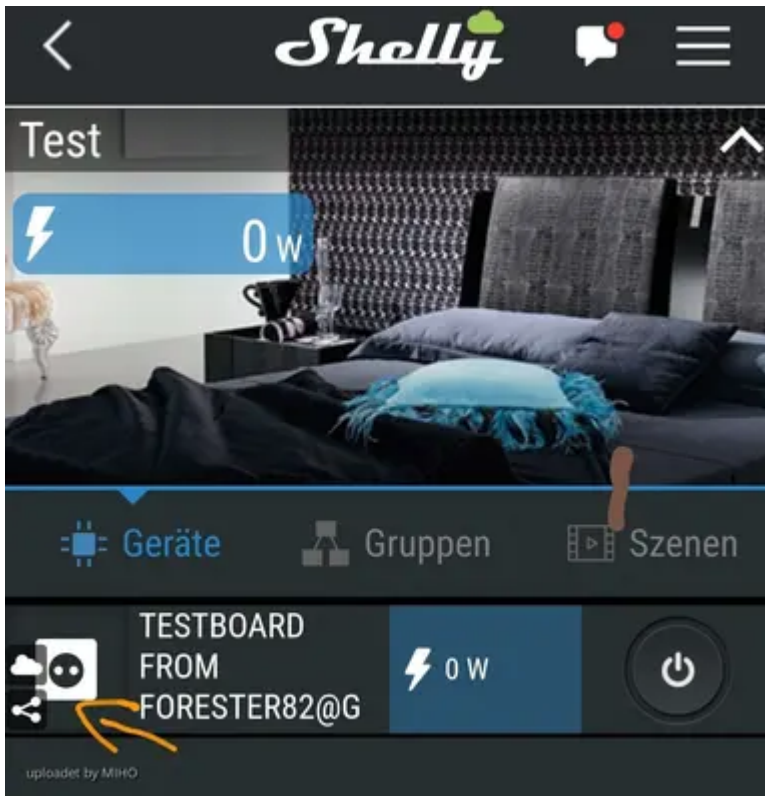 Shelly
Test
0 W
Geräte Gruppen Szenen
TESTBOARD
FROM
FORESTER82@G
0 W
uploadet by MIHO